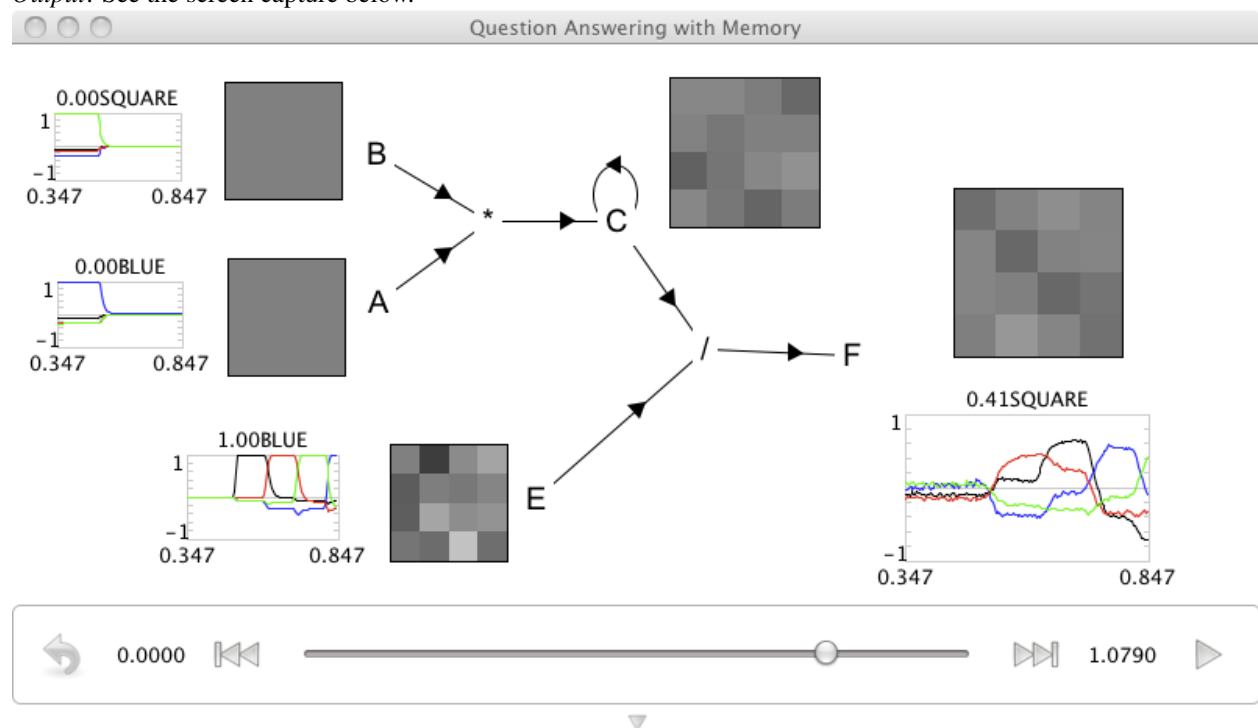 Output: See the screen capture below.
Question Answering with Memory
0.00SQUARE
1
-1
0.347 0.847
B
*
C
0.00BLUE
1
-1
0.347 0.847
A
/
F
1.00BLUE
1
-1
0.347 0.847
E
0.41SQUARE
1
-1
0.347 0.847
0.0000 1.0790